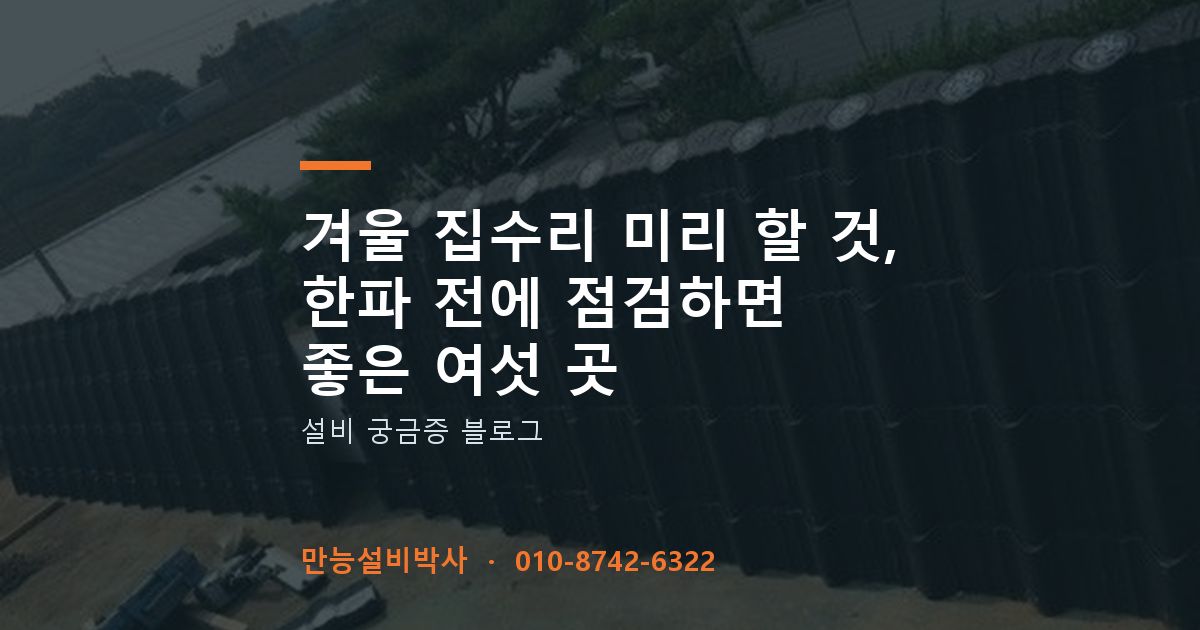 겨울 집수리 미리 할 것,
한파 전에 점검하면
좋은 여섯 곳
설비 궁금증 블로그
만능설비박사 · 010-8742-6322